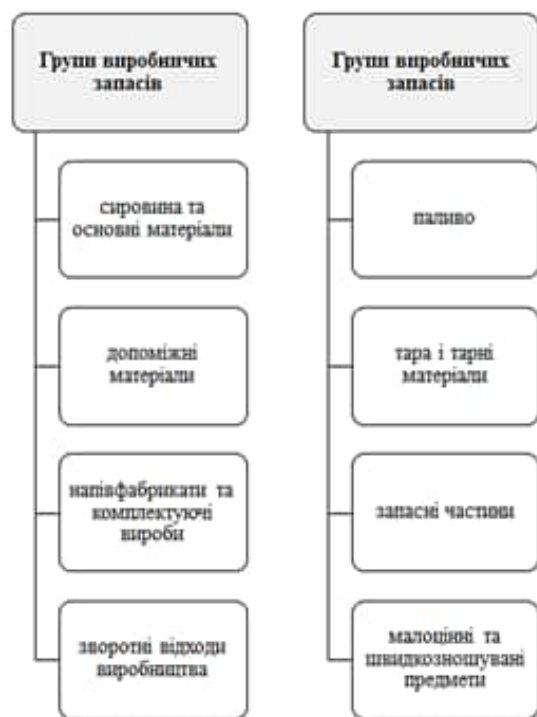 Групи виробничих
запасів
сировина та
основні матеріали
допоміжні
матеріали
напівфабрикати та
комплектуючі
вироби
зворотні відходи
виробництва
Групи виробничих
запасів
паливо
тара і тарні
матеріали
запасні частини
малоцінні та
швидкозношувані
предмети